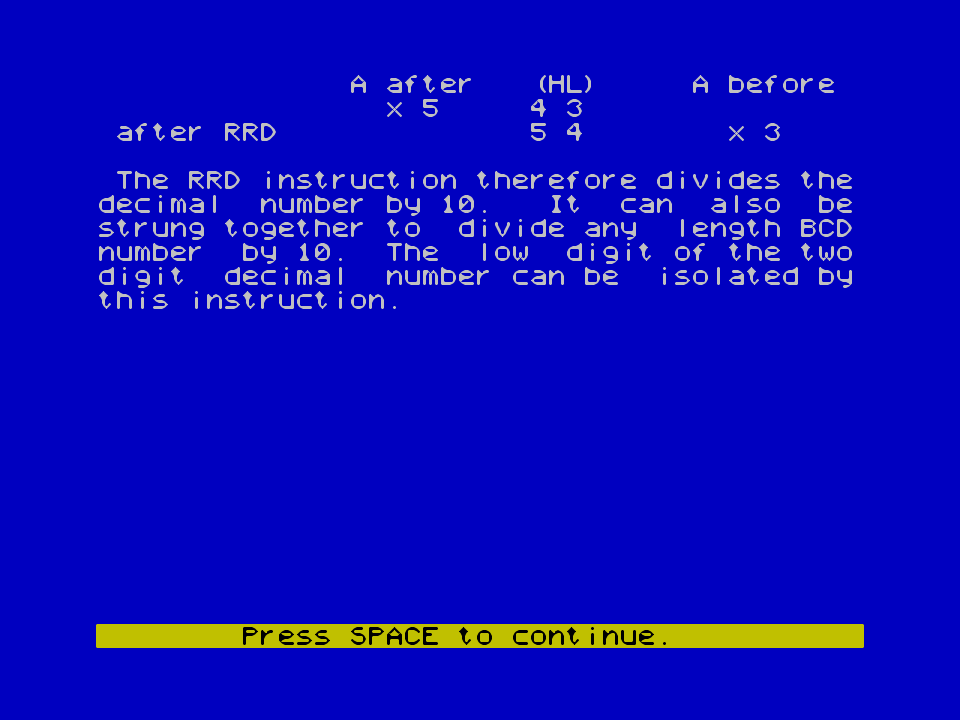 A after (HL) A before
x 5 4 3
after RRD 5 4 x 3
The RRD instruction therefore divides the
decimal number by 10. It can also be
strung together to divide any length BCD
number by 10. The low digit of the two
digit decimal number can be isolated by
this instruction.
Press SPACE to continue.